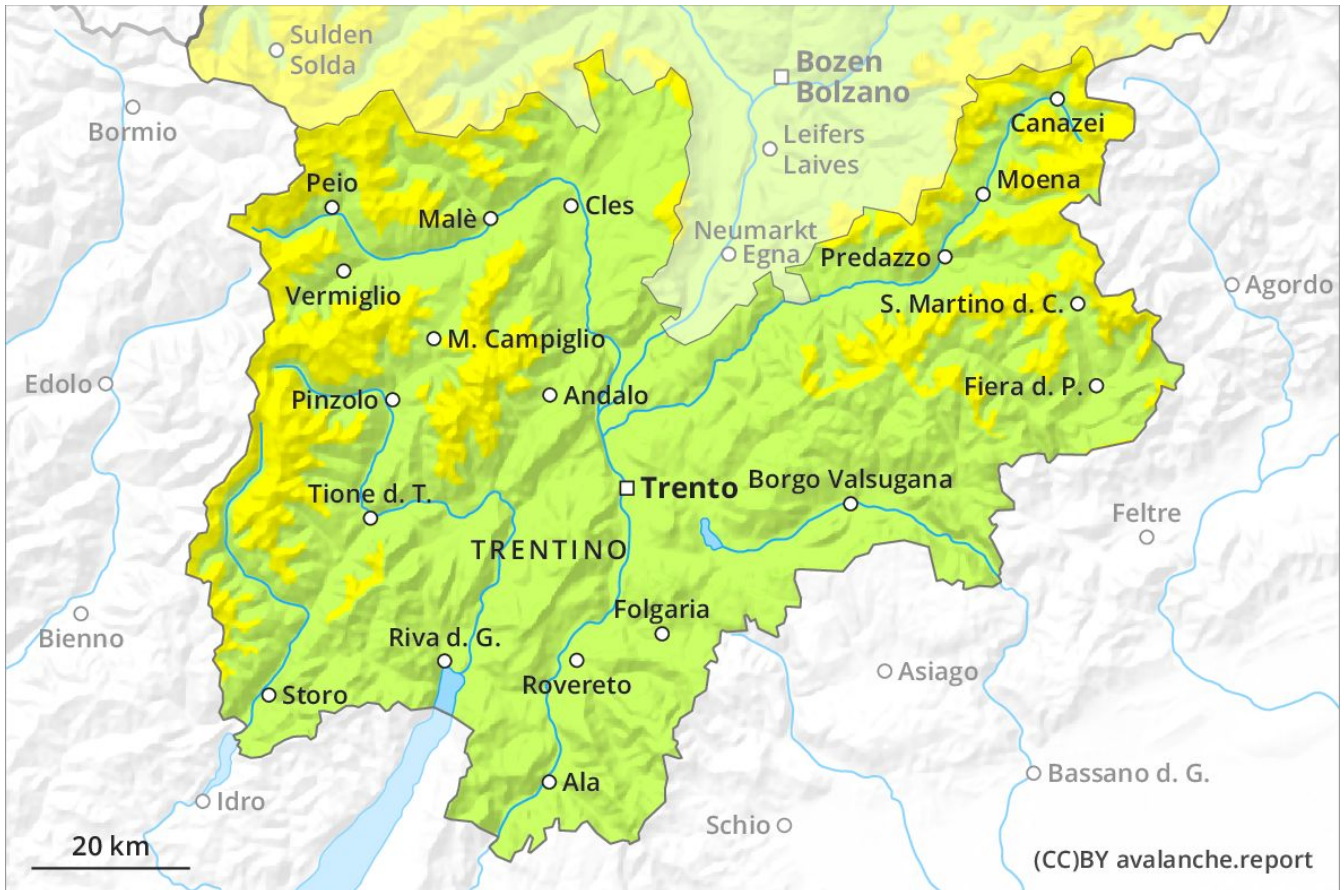 Sulden
Solda
Bozen
Bolzano
Bormio
Canazei
Leifers
Laives
Peio
Moena
Malè
Cles
Neumarkt
Egna
Predazzo
Vermiglio
Agordo
S. Martino d. C.
M. Campiglio
Edolo
Pinzolo
Andalo
Fiera d. P.
Tione d. T.
Trento
Borgo Valsugana
Feltre
TRENTINO
Folgaria
Bienno
Riva d. G.
Asiago
Storo
Rovereto
Bassano d. G.
Ala
Idro
Schio
20 km
(CC)BY avalanche.report